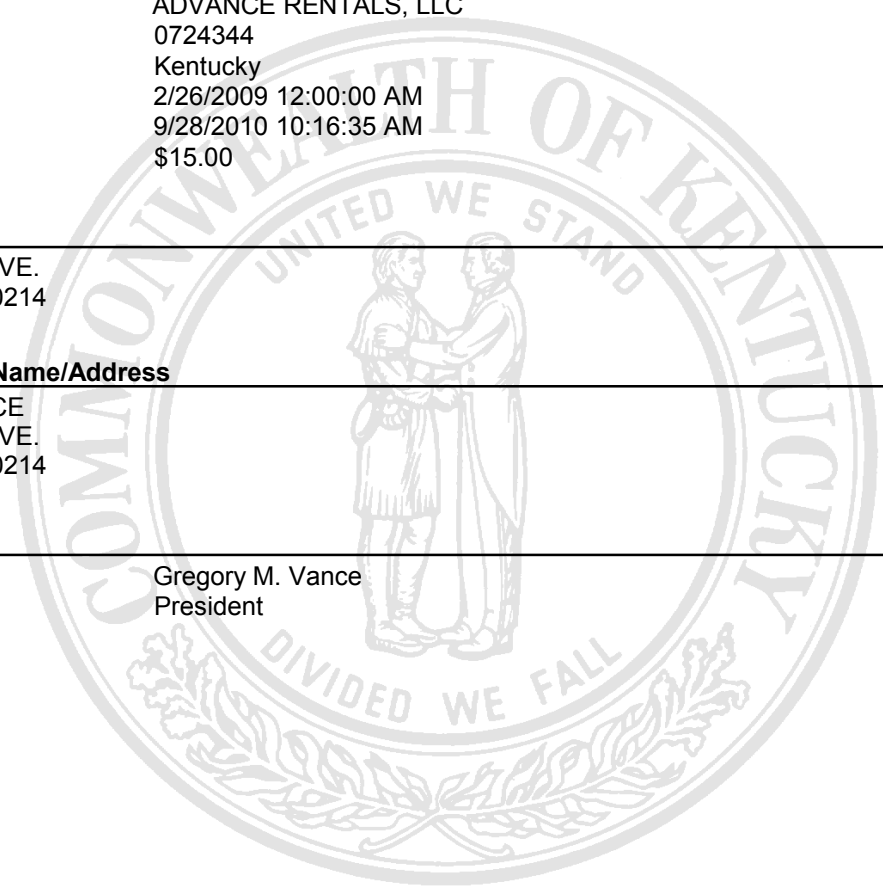 ADVANCE RENTALS, LLC
0724344
Kentucky
2/26/2009 12:00:00 AM
9/28/2010 10:16:35 AM
$15.00
VE.
0214
Name/Address
CE
VE.
0214
Gregory M. Vance
President
COMMONWEALTH OF KENTUCKY
UNITED WE STAND
DIVIDED WE FALL